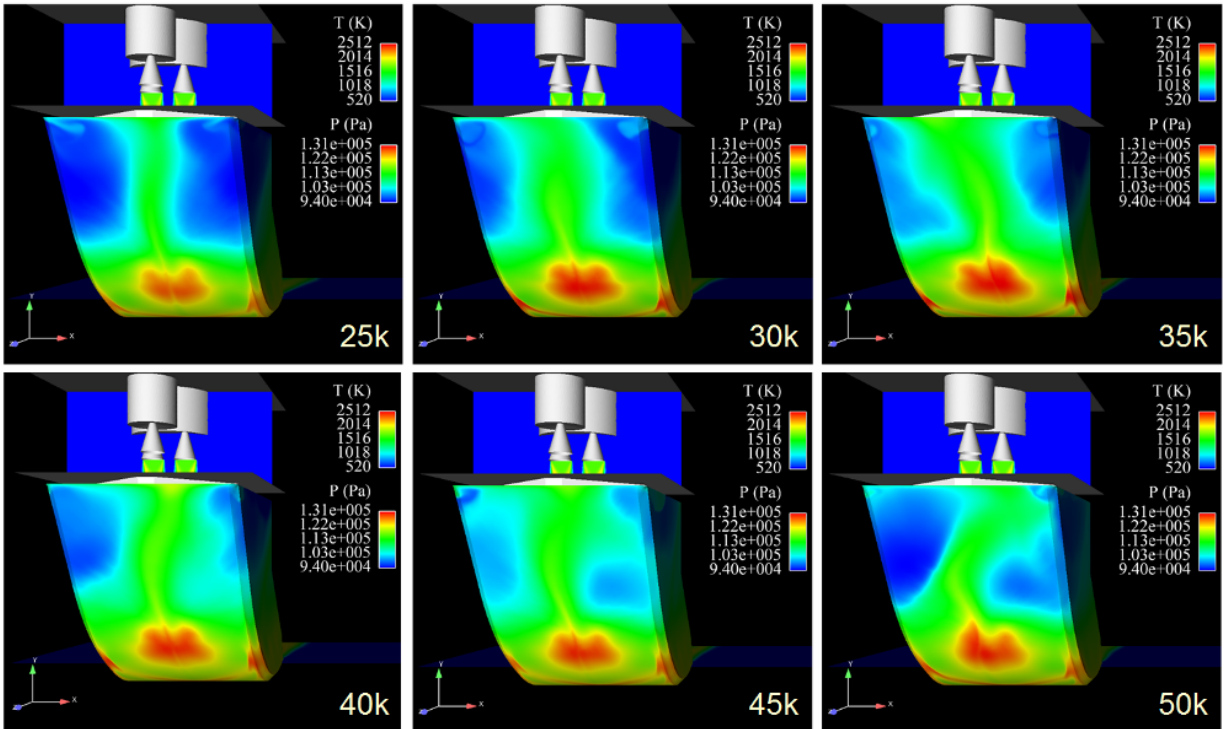 T (K)
2512
2014
1516
1018
520
P (Pa)
1.31e+005
1.22e+005
1.13e+005
1.03e+005
9.40e+004
Y
X
Z
25k
T (K)
2512
2014
1516
1018
520
P (Pa)
1.31e+005
1.22e+005
1.13e+005
1.03e+005
9.40e+004
Y
X
Z
30k
T (K)
2512
2014
1516
1018
520
P (Pa)
1.31e+005
1.22e+005
1.13e+005
1.03e+005
9.40e+004
Y
X
Z
35k
T (K)
2512
2014
1516
1018
520
P (Pa)
1.31e+005
1.22e+005
1.13e+005
1.03e+005
9.40e+004
Y
X
Z
40k
T (K)
2512
2014
1516
1018
520
P (Pa)
1.31e+005
1.22e+005
1.13e+005
1.03e+005
9.40e+004
Y
X
Z
45k
T (K)
2512
2014
1516
1018
520
P (Pa)
1.31e+005
1.22e+005
1.13e+005
1.03e+005
9.40e+004
Y
X
Z
50k